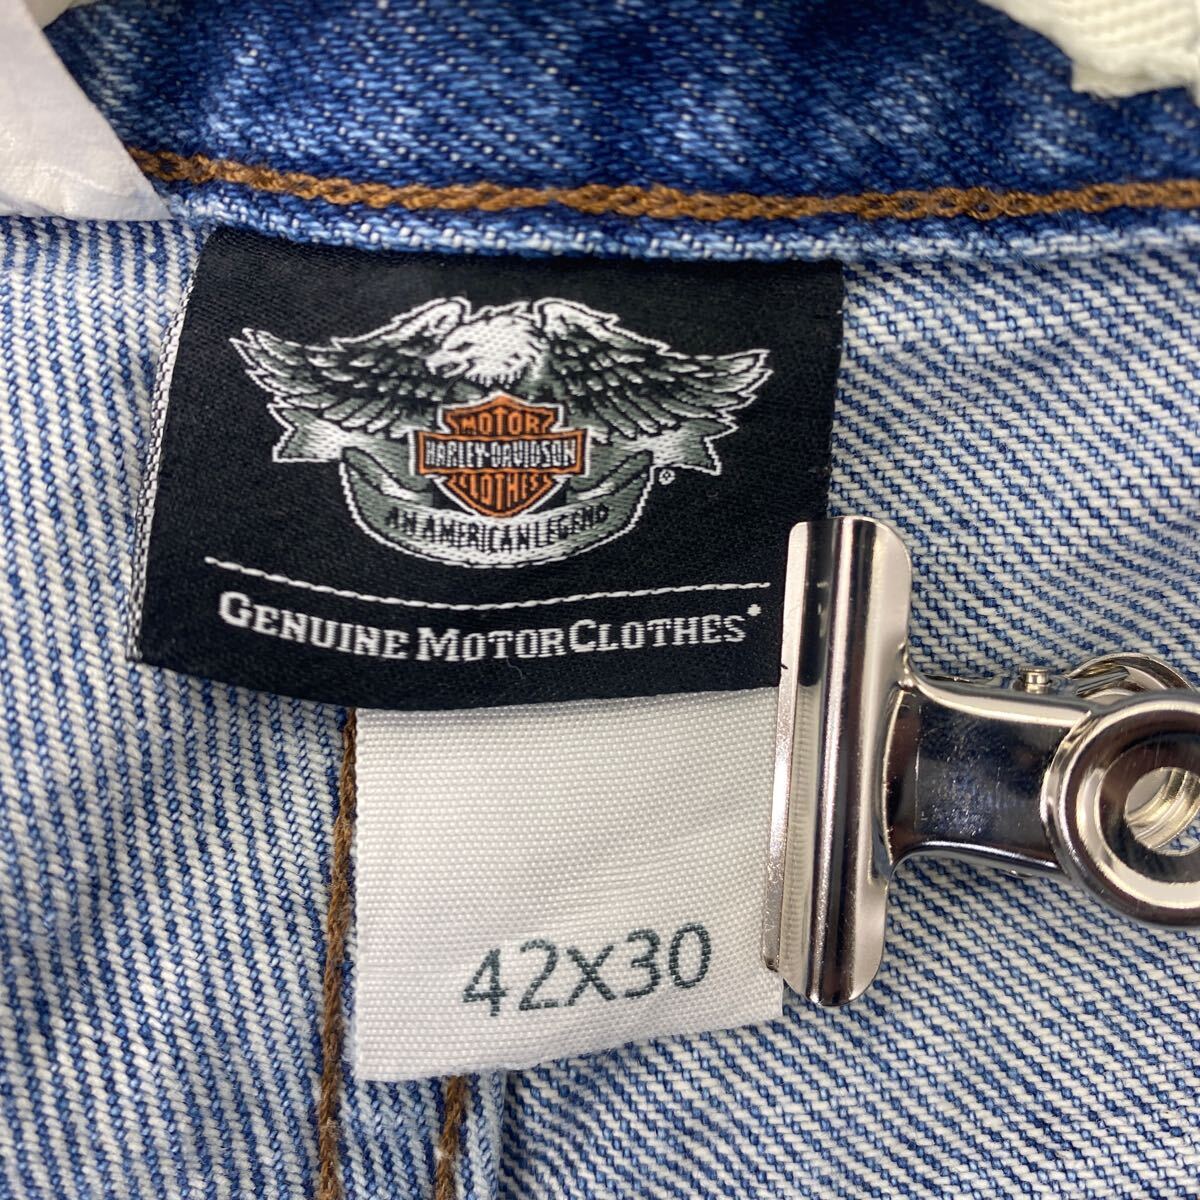 MOTOR
HARLEY-DAVIDSON
CLOTHES
AN AMERICAN LEGEND
®
GENUINE MOTORCLOTHES®
42X30